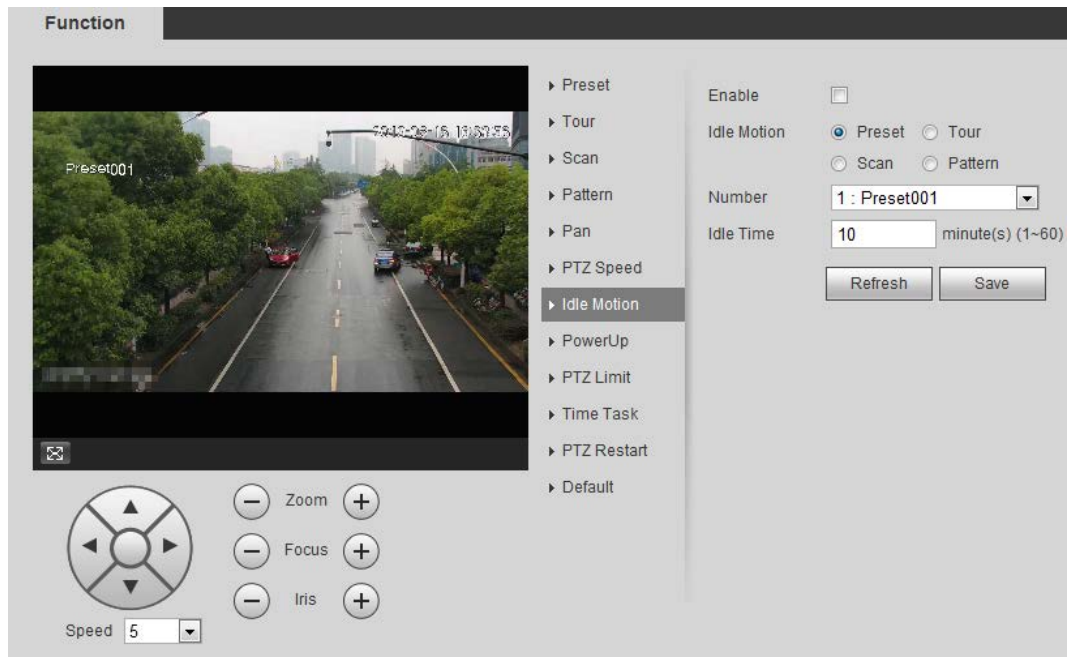 Function
Preset001
Preset
Tour
Scan
Pattern
Pan
PTZ Speed
Idle Motion
PowerUp
PTZ Limit
Time Task
PTZ Restart
Default
Enable
Idle Motion Preset Tour
Scan Pattern
Number 1 : Preset001
Idle Time 10 minute(s) (1~60)
Refresh Save
Zoom
Focus
Iris
Speed 5